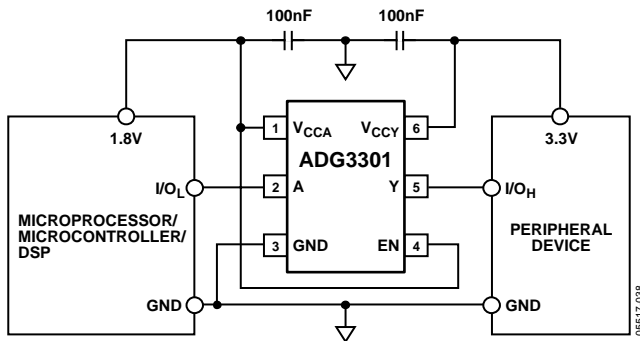 100nF 100nF
1.8V 3.3V
1 VCCA VCCY 6
ADG3301
I/OL 2 A Y 5 I/OH
MICROPROCESSOR/
MICROCONTROLLER/
DSP
PERIPHERAL
DEVICE
3 GND EN 4
GND GND
05517-038